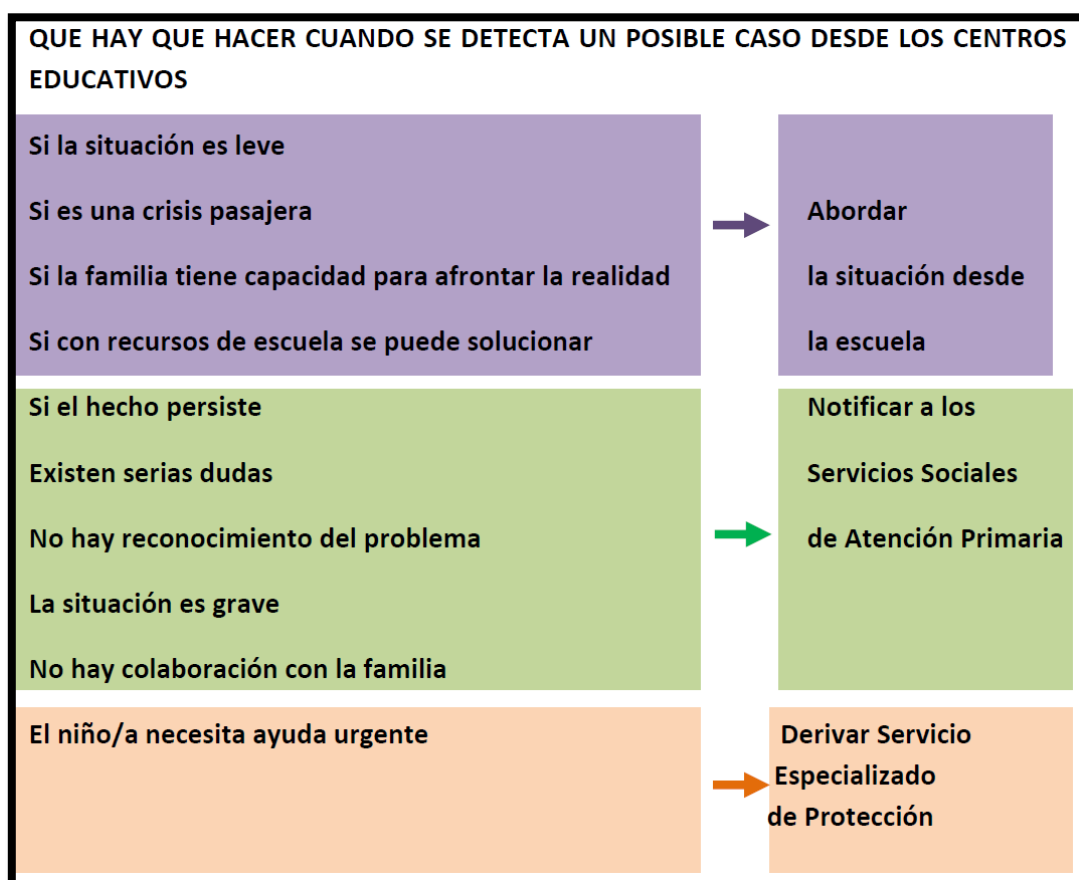 QUE HAY QUE HACER CUANDO SE DETECTA UN POSIBLE CASO DESDE LOS CENTROS
EDUCATIVOS
Si la situación es leve
Si es una crisis pasajera
Si la familia tiene capacidad para afrontar la realidad
Si con recursos de escuela se puede solucionar
Abordar
la situación desde
la escuela
Si el hecho persiste
Existen serias dudas
No hay reconocimiento del problema
La situación es grave
No hay colaboración con la familia
Notificar a los
Servicios Sociales
de Atención Primaria
El niño/a necesita ayuda urgente
Derivar Servicio
Especializado
de Protección